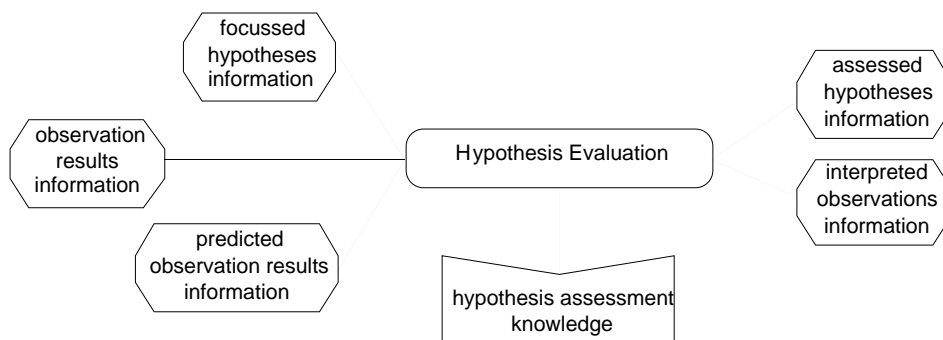 focussed
hypotheses
information
observation
results
information
predicted
observation results
information
Hypothesis Evaluation
hypothesis assessment
knowledge
assessed
hypotheses
information
interpreted
observations
information